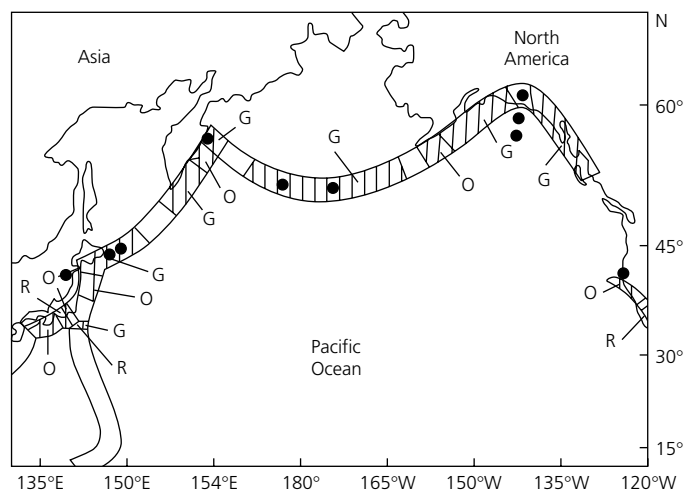 N
Asia
North
America
60°
G
G
G
O
O
G
G
45°
O
G
R
O
O
G
R
30°
O
R
Pacific
Ocean
15°
135°E 150°E 154°E 180° 165°W 150°W 135°W 120°W